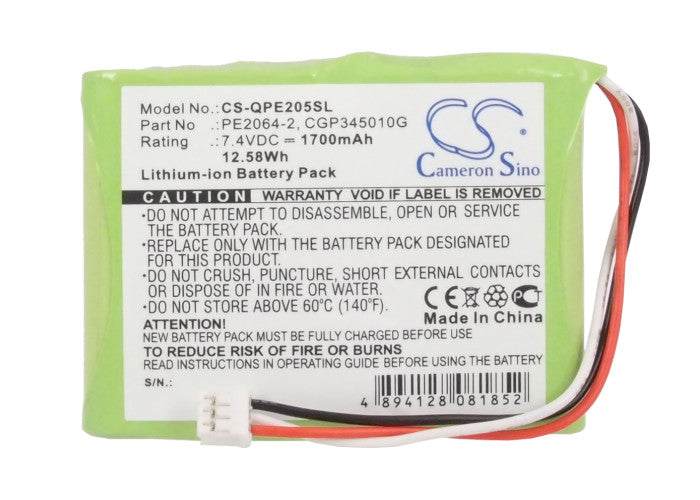 Model No.: CS-QPE205SL
Part No : PE2064-2, CGP345010G
Rating : 7.4VDC ⎓ 1700mAh
12.58Wh
Lithium-ion Battery Pack
CS
Cameron Sino
CAUTION WARRANTY VOID IF LABEL IS REMOVED
•DO NOT ATTEMPT TO DISASSEMBLE, OPEN OR SERVICE
THE BATTERY PACK.
•REPLACE ONLY WITH THE BATTERY PACK DESIGNATED
FOR THIS PRODUCT.
•DO NOT CRUSH, PUNCTURE, SHORT EXTERNAL CONTACTS
OR DISPOSE OF IN FIRE OR WATER.
•DO NOT STORE ABOVE 60°C (140°F).
CE
Made In China
ATTENTION!
NEW BATTERY PACK MUST BE FULLY CHARGED BEFORE USE.
TO REDUCE RISK OF FIRE OR BURNS
READ INSTRUCTIONS IN OPERATING GUIDE BEFORE USE.
S/N.:
4 894128 081852